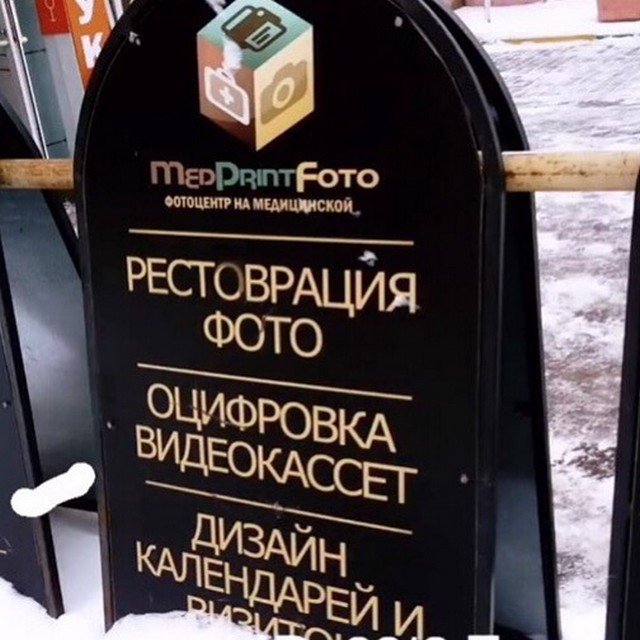 MEDPRINTFOTO
ФОТОЦЕНТР НА МЕДИЦИНСКОЙ
РЕСТОВРАЦИЯ
ФОТО
ОЦИФРОВКА
ВИДЕОКАССЕТ
ДИЗАЙН
КАЛЕНДАРЕЙ И